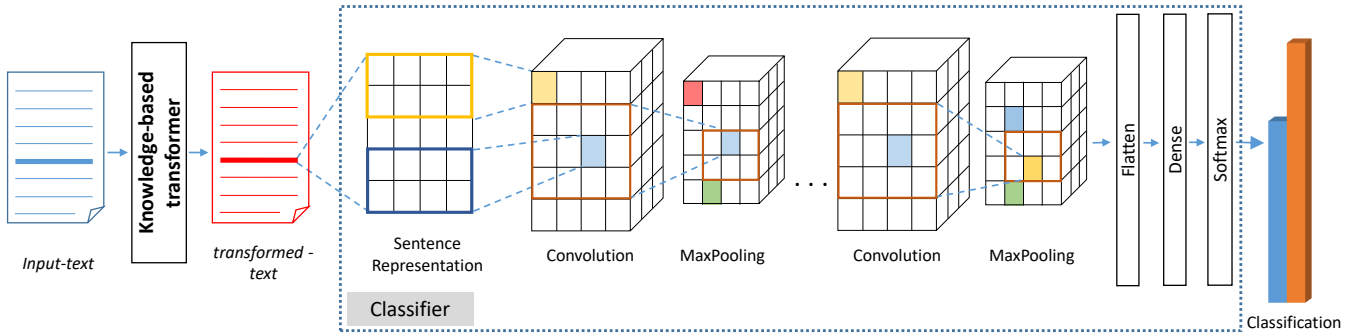 Input-text
Knowledge-based
transformer
transformed -
text
Sentence
Representation
Convolution
MaxPooling
. . .
Convolution
MaxPooling
Flatten
Dense
Softmax
Classification
Classifier